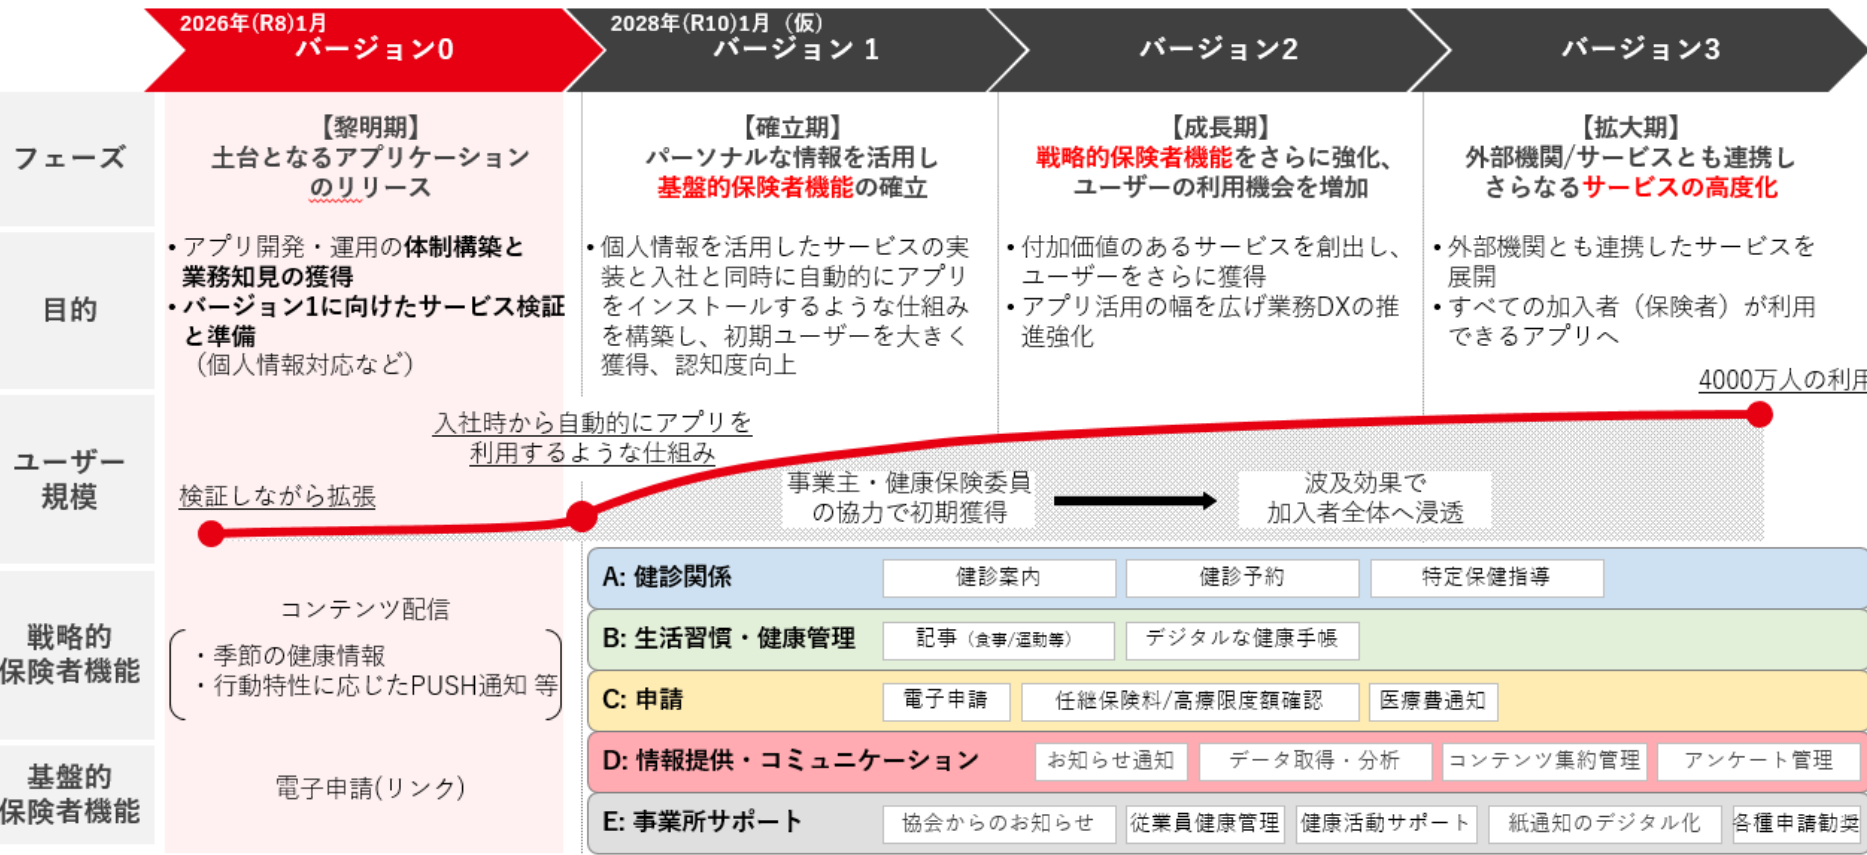 2026年(R8)1月
バージョン0
2028年(R10)1月（仮）
バージョン 1
バージョン2
バージョン3
フェーズ
【黎明期】
土台となるアプリケーション
のリリース
【確立期】
パーソナルな情報を活用し
基盤的保険者機能の確立
【成長期】
戦略的保険者機能をさらに強化、
ユーザーの利用機会を増加
【拡大期】
外部機関/サービスとも連携し
さらなるサービスの高度化
目的
• アプリ開発・運用の体制構築と
業務知見の獲得
• バージョン1に向けたサービス検証
と準備
（個人情報対応など）
• 個人情報を活用したサービスの実
装と入社と同時に自動的にアプリ
をインストールするような仕組み
を構築し、初期ユーザーを大きく
獲得、認知度向上
• 付加価値のあるサービスを創出し、
ユーザーをさらに獲得
• アプリ活用の幅を広げ業務DXの推
進強化
• 外部機関とも連携したサービスを
展開
• すべての加入者（保険者）が利用
できるアプリへ
ユーザー
規模
検証しながら拡張
入社時から自動的にアプリを
利用するような仕組み
事業主・健康保険委員
の協力で初期獲得
波及効果で
加入者全体へ浸透
4000万人の利用
戦略的
保険者機能
コンテンツ配信
・季節の健康情報
・行動特性に応じたPUSH通知 等
基盤的
保険者機能
電子申請(リンク)
A: 健診関係
健診案内
健診予約
特定保健指導
B: 生活習慣・健康管理
記事（食事/運動等）
デジタルな健康手帳
C: 申請
電子申請
任継保険料/高療限度額確認
医療費通知
D: 情報提供・コミュニケーション
お知らせ通知
データ取得・分析
コンテンツ集約管理
アンケート管理
E: 事業所サポート
協会からのお知らせ
従業員健康管理
健康活動サポート
紙通知のデジタル化
各種申請勧奨